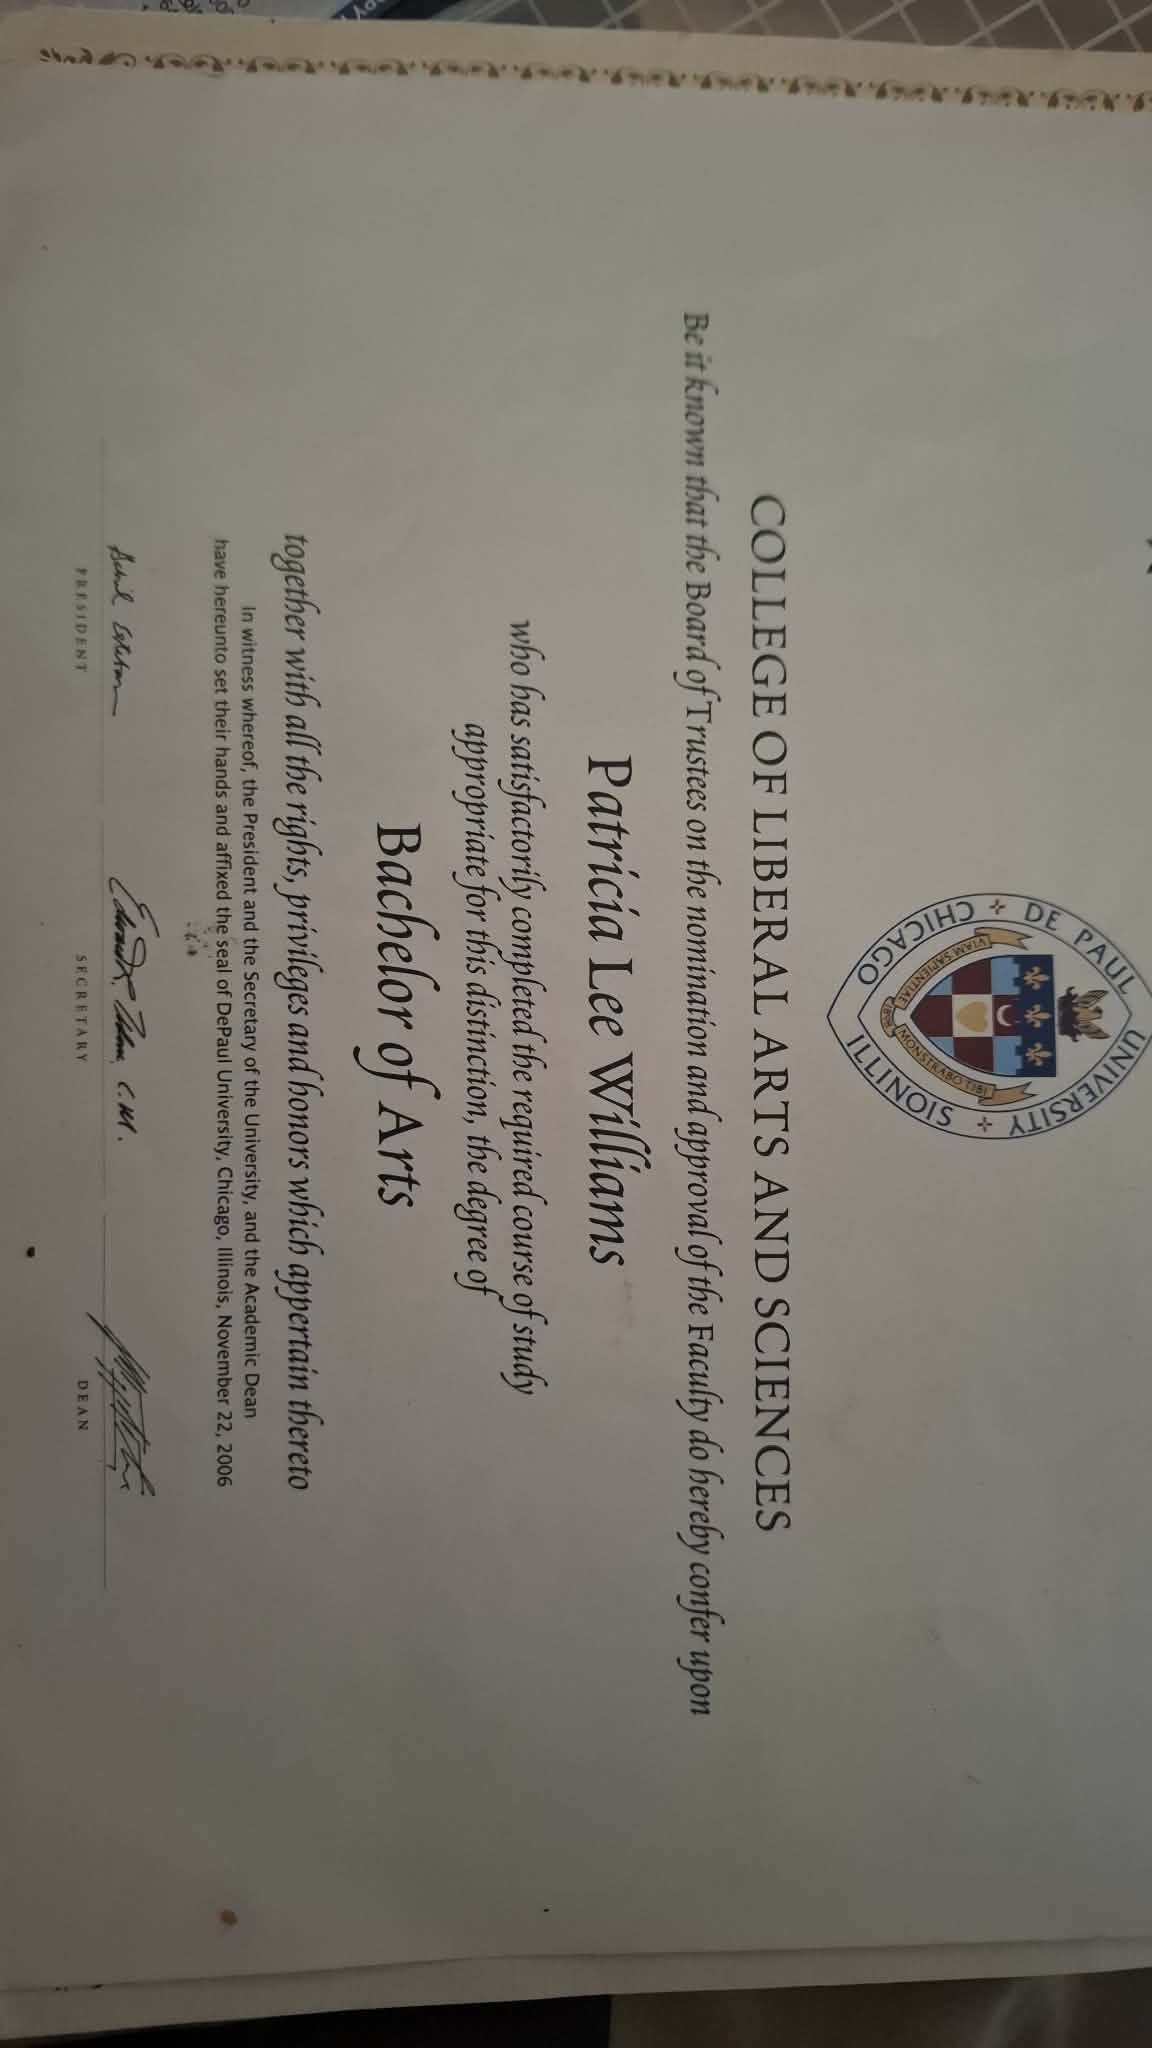 DE PAUL UNIVERSITY
CHICAGO ILLINOIS
VIAM SAPIENTIAE MONSTRABO TIBI
1898
COLLEGE OF LIBERAL ARTS AND SCIENCES
Be it known that the Board of Trustees on the nomination and approval of the Faculty do hereby confer upon
Patricia Lee Williams
who has satisfactorily completed the required course of study
appropriate for this distinction, the degree of
Bachelor of Arts
together with all the rights, privileges and honors which appertain thereto
In witness whereof, the President and the Secretary of the University, and the Academic Dean
have hereunto set their hands and affixed the seal of DePaul University, Chicago, Illinois, November 22, 2006
PRESIDENT SECRETARY DEAN